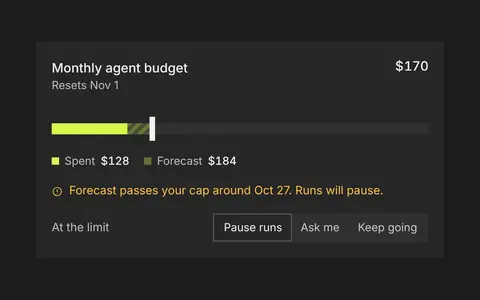 Monthly agent budget
$170
Resets Nov 1
Spent $128 Forecast $184
Forecast passes your cap around Oct 27. Runs will pause.
At the limit Pause runs Ask me Keep going